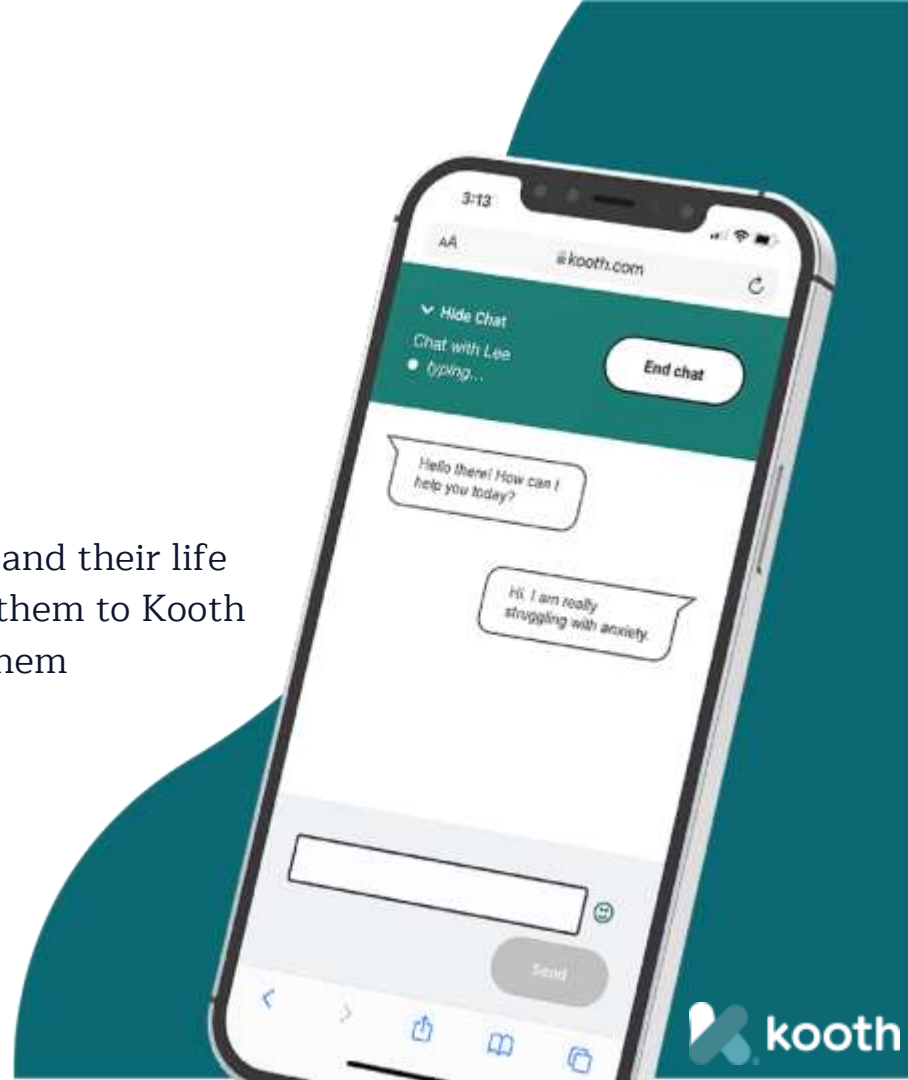 3:13
AA
kooth.com
Hide Chat
Chat with Lee
typing...
End chat
Hello there! How can I
help you today?
and their life
them to Kooth
hem
Hi. I am really
struggling with anxiety.
Send
kooth